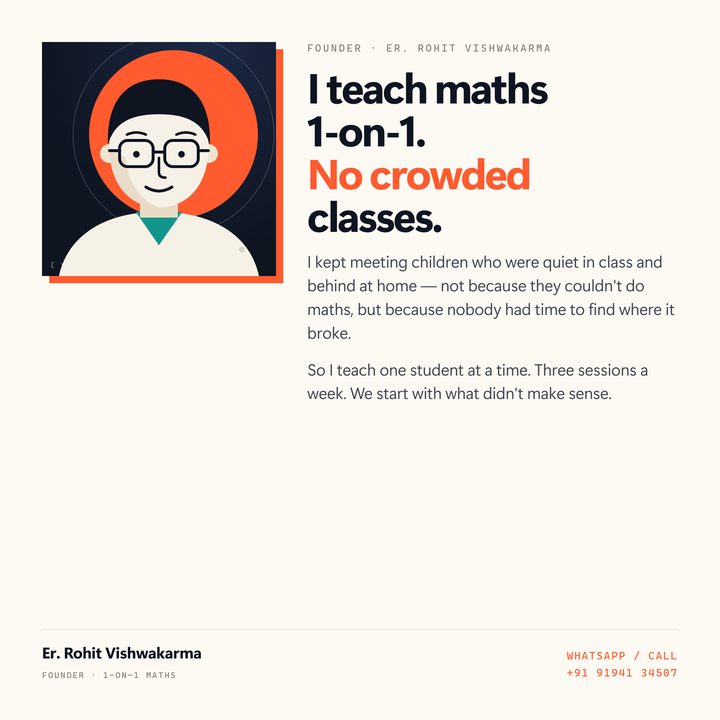 FOUNDER · ER. ROHIT VISHWAKARMA
I teach maths
1-on-1.
No crowded
classes.
I kept meeting children who were quiet in class and
behind at home — not because they couldn't do
maths, but because nobody had time to find where it
broke.
So I teach one student at a time. Three sessions a
week. We start with what didn't make sense.
Er. Rohit Vishwakarma
FOUNDER · 1-ON-1 MATHS
WHATSAPP / CALL
+91 91941 34507